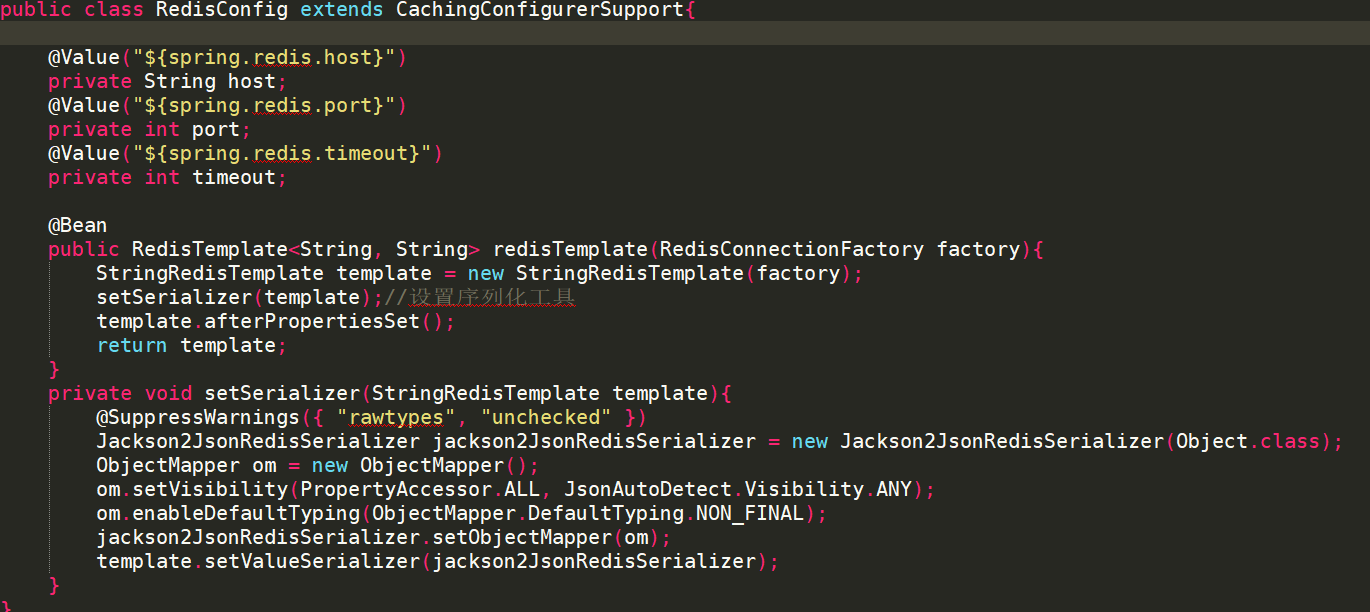 public class RedisConfig extends CachingConfigurerSupport{
@Value("${spring.redis.host}")
private String host;
@Value("${spring.redis.port}")
private int port;
@Value("${spring.redis.timeout}")
private int timeout;
@Bean
public RedisTemplate<String, String> redisTemplate(RedisConnectionFactory factory){
StringRedisTemplate template = new StringRedisTemplate(factory);
setSerializer(template);//设置序列化工具
template.afterPropertiesSet();
return template;
}
private void setSerializer(StringRedisTemplate template){
@SuppressWarnings({ "rawtypes", "unchecked" })
Jackson2JsonRedisSerializer jackson2JsonRedisSerializer = new Jackson2JsonRedisSerializer(Object.class);
ObjectMapper om = new ObjectMapper();
om.setVisibility(PropertyAccessor.ALL, JsonAutoDetect.Visibility.ANY);
om.enableDefaultTyping(ObjectMapper.DefaultTyping.NON_FINAL);
jackson2JsonRedisSerializer.setObjectMapper(om);
template.setValueSerializer(jackson2JsonRedisSerializer);
}
}